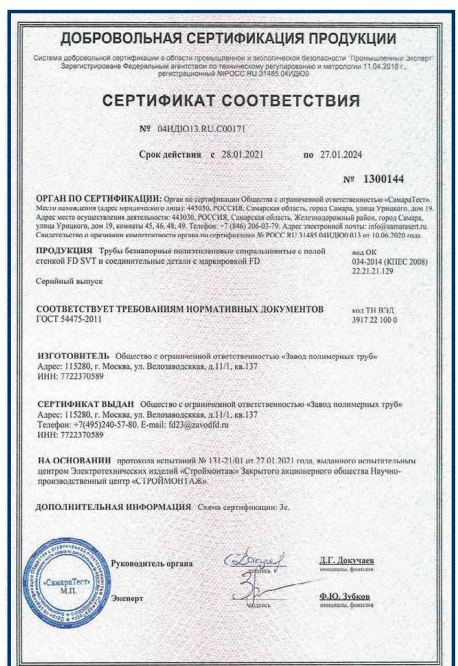 ДОБРОВОЛЬНАЯ СЕРТИФИКАЦИЯ ПРОДУКЦИИ
Система добровольной сертификации в области промышленной и экологической безопасности "Промышленный Эксперт"
Зарегистрирована Федеральным агентством по техническому регулированию и метрологии 11.04.2016 г.,
регистрационный №РОСС RU.31485.04ИДЮ0
СЕРТИФИКАТ СООТВЕТСТВИЯ
№ 04ИДЮ13.RU.С00171
Срок действия с 28.01.2021 по 27.01.2024
№ 1300144
ОРГАН ПО СЕРТИФИКАЦИИ: Орган по сертификации Общества с ограниченной ответственностью «СамараТест».
Место нахождения (адрес юридического лица): 443030, РОССИЯ, Самарская область, город Самара, улица Урицкого, дом 19.
Адрес места осуществления деятельности: 443030, РОССИЯ, Самарская область, Железнодорожный район, город Самара,
улица Урицкого, дом 19, комнаты 45, 46, 48, 49. Телефон: +7 (846) 206-03-79. Адрес электронной почты: info@samarasert.ru.
Свидетельство о признании компетентности органа по сертификации № РОСС RU.31485.04ИДЮ0.013 от 10.06.2020 года.
ПРОДУКЦИЯ Трубы безнапорные полиэтиленовые спиральновитые с полой
стенкой FD SVT и соединительные детали с маркировкой FD
код ОК
034-2014 (КПЕС 2008)
22.21.21.129
Серийный выпуск
СООТВЕТСТВУЕТ ТРЕБОВАНИЯМ НОРМАТИВНЫХ ДОКУМЕНТОВ
ГОСТ 54475-2011
код ТН ВЭД
3917 22 100 0
ИЗГОТОВИТЕЛЬ Общество с ограниченной ответственностью «Завод полимерных труб»
Адрес: 115280, г. Москва, ул. Велозаводсккая, д.11/1, кв.137
ИНН: 7722370589
СЕРТИФИКАТ ВЫДАН Общество с ограниченной ответственностью «Завод полимерных труб»
Адрес: 115280, г. Москва, ул. Велозаводсккая, д.11/1, кв.137
Телефон: +7(495)240-57-80. E-mail: fd23@zavodfd.ru
ИНН: 7722370589
НА ОСНОВАНИИ протокола испытаний № 131-21/01 от 27.01.2021 года, выданного испытательным
центром Электротехнических изделий «Строймонтаж» Закрытого акционерного общества Научно-
производственный центр «СТРОЙМОНТАЖ».
ДОПОЛНИТЕЛЬНАЯ ИНФОРМАЦИЯ Схема сертификации: 3с.
Руководитель органа
подпись
Д.Г. Докучаев
инициалы, фамилия
«СамараТест»
М.П.
Эксперт
подпись
Ф.Ю. Зубков
инициалы, фамилия